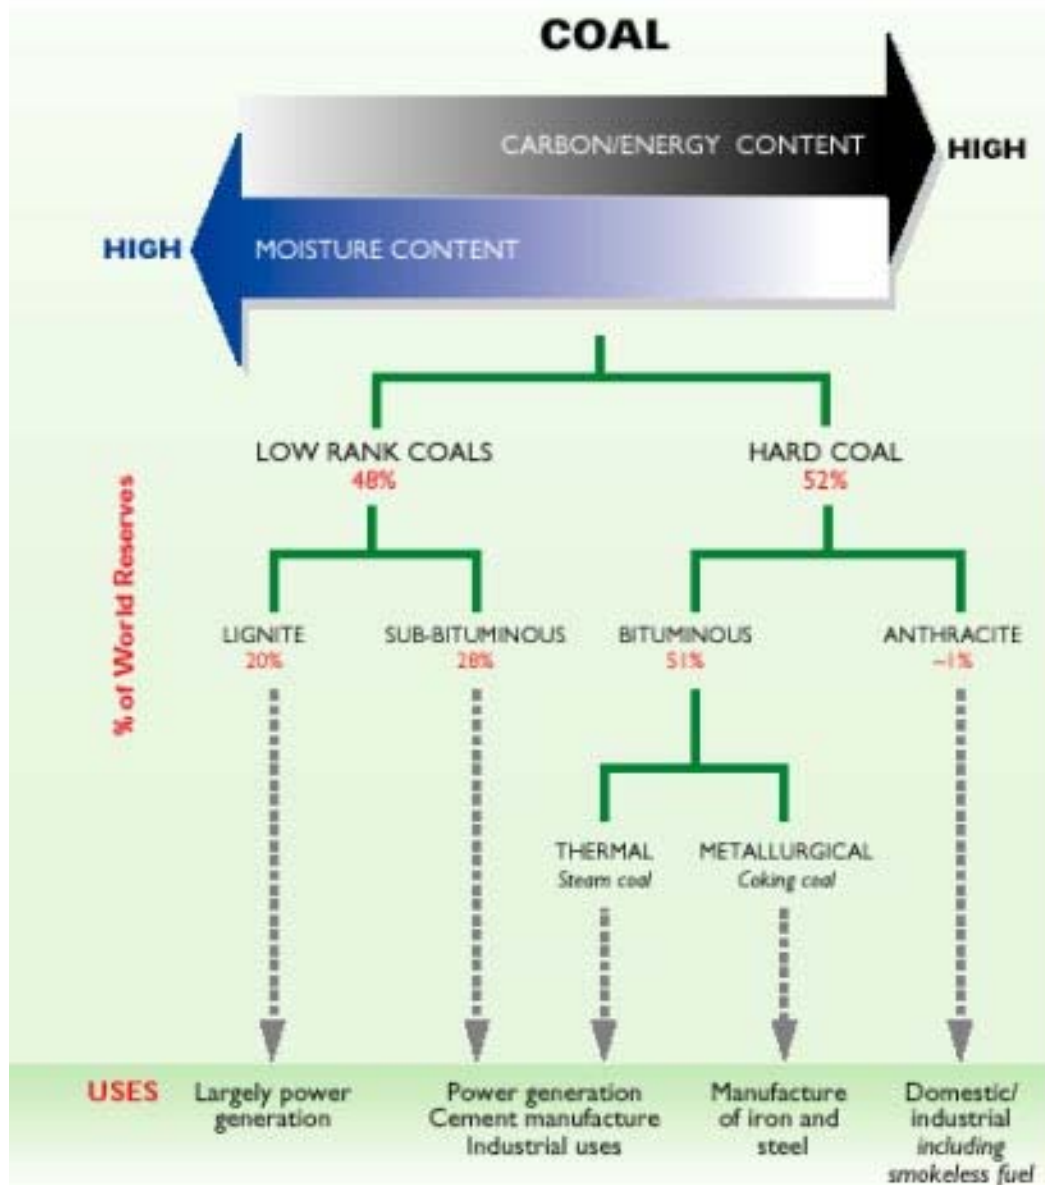 COAL
CARBON/ENERGY CONTENT
HIGH
HIGH
MOISTURE CONTENT
% of World Reserves
LOW RANK COALS
48%
HARD COAL
52%
LIGNITE
20%
SUB-BITUMINOUS
28%
BITUMINOUS
51%
ANTHRACITE
~1%
THERMAL
Steam coal
METALLURGICAL
Coking coal
USES
Largely power
generation
Power generation
Cement manufacture
Industrial uses
Manufacture
of iron and
steel
Domestic/
industrial
including
smokeless fuel